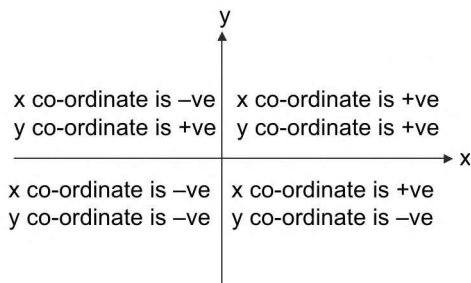 y
x co-ordinate is –ve
y co-ordinate is +ve
x co-ordinate is +ve
y co-ordinate is +ve
x
x co-ordinate is –ve
y co-ordinate is –ve
x co-ordinate is +ve
y co-ordinate is –ve